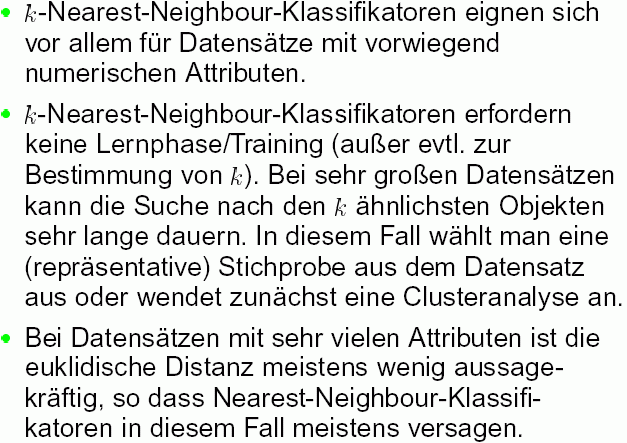 • k-Nearest-Neighbour-Klassifikatoren eignen sich
vor allem für Datensätze mit vorwiegend
numerischen Attributen.
• k-Nearest-Neighbour-Klassifikatoren erfordern
keine Lernphase/Training (außer evtl. zur
Bestimmung von k). Bei sehr großen Datensätzen
kann die Suche nach den k ähnlichsten Objekten
sehr lange dauern. In diesem Fall wählt man eine
(repräsentative) Stichprobe aus dem Datensatz
aus oder wendet zunächst eine Clusteranalyse an.
• Bei Datensätzen mit sehr vielen Attributen ist die
euklidische Distanz meistens wenig aussage-
kräftig, so dass Nearest-Neighbour-Klassifi-
katoren in diesem Fall meistens versagen.